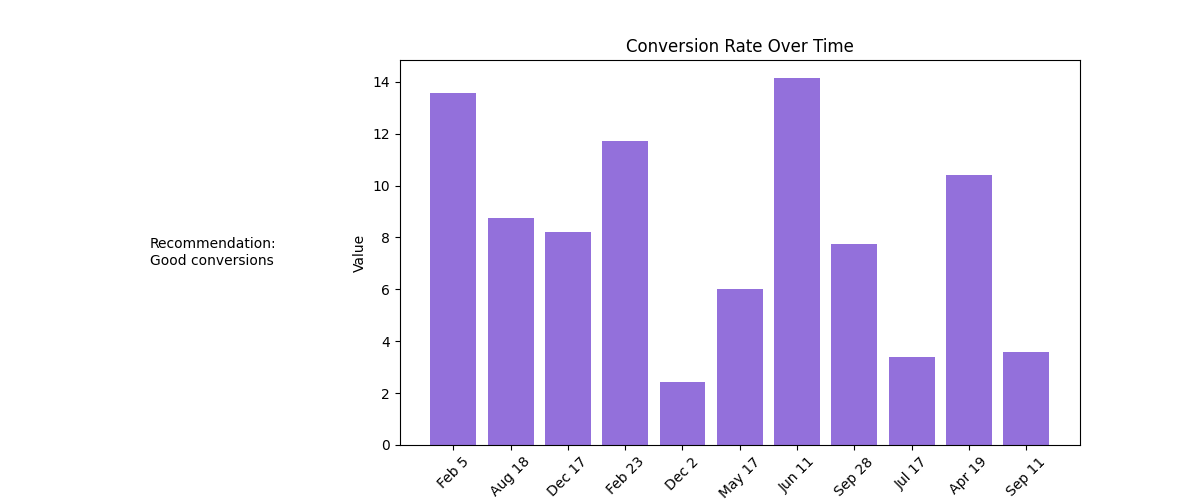 Conversion Rate Over Time
Recommendation:
Good conversions
Value
14
12
10
8
6
4
2
0
Feb 5
Aug 18
Dec 17
Feb 23
Dec 2
May 17
Jun 11
Sep 28
Jul 17
Apr 19
Sep 11